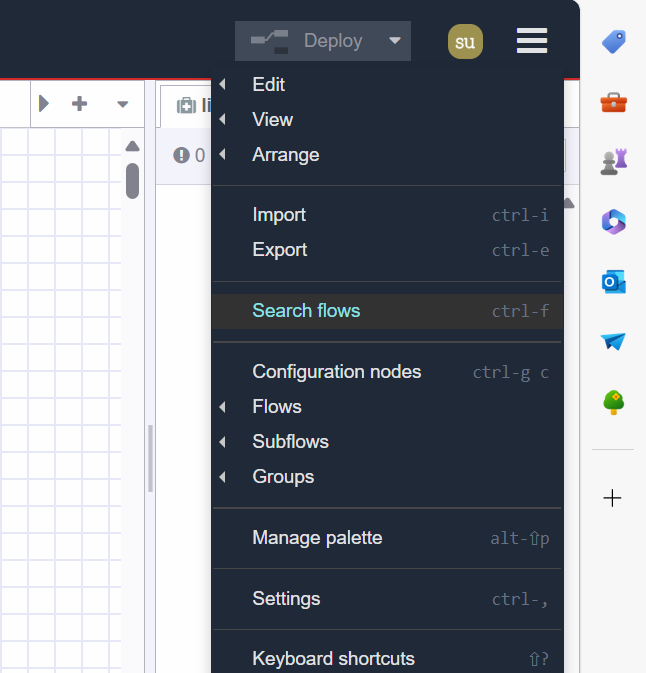 Deploy
su
Edit
li
View
0
Arrange
Import ctrl-i
Export ctrl-e
Search flows ctrl-f
Configuration nodes ctrl-g c
Flows
Subflows
Groups
Manage palette alt-⇧p
Settings ctrl-,
Keyboard shortcuts ⇧?